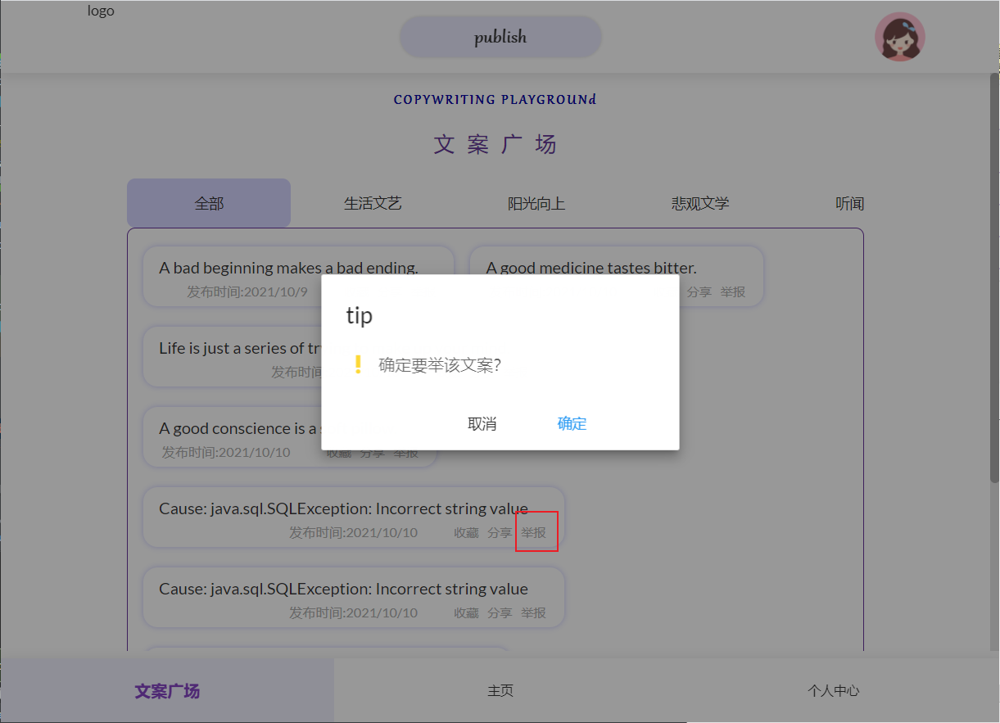 logo
publish
COPYWRITING PLAYGROUNd
文案广场
全部 生活文艺 阳光向上 悲观文学 听闻
A bad beginning makes a bad ending. A good medicine tastes bitter.
发布时间:2021/10/9 分享 举报
tip
Life is just a series of
确定要举该文案?
发布时间
取消 确定
A good conscience is a
发布时间:2021/10/10 收藏 分享 举报
Cause: java.sql.SQLException: Incorrect string value
发布时间:2021/10/10 收藏 分享 举报
Cause: java.sql.SQLException: Incorrect string value
发布时间:2021/10/10 收藏 分享 举报
文案广场 主页 个人中心